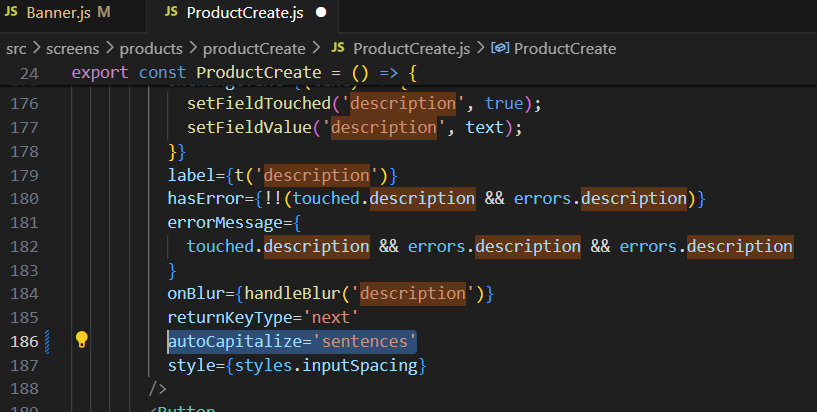 JS Banner.js M JS ProductCreate.js
src > screens > products > productCreate > JS ProductCreate.js > ProductCreate
24 export const ProductCreate = () => {
176 setFieldTouched('description', true);
177 setFieldValue('description', text);
178 }}
179 label={t('description')}
180 hasError={!!(touched.description && errors.description)}
181 errorMessage={
182 touched.description && errors.description && errors.description
183 }
184 onBlur={handleBlur('description')}
185 returnKeyType='next'
186 autoCapitalize='sentences'
187 style={styles.inputSpacing}
188 />
189 <Button